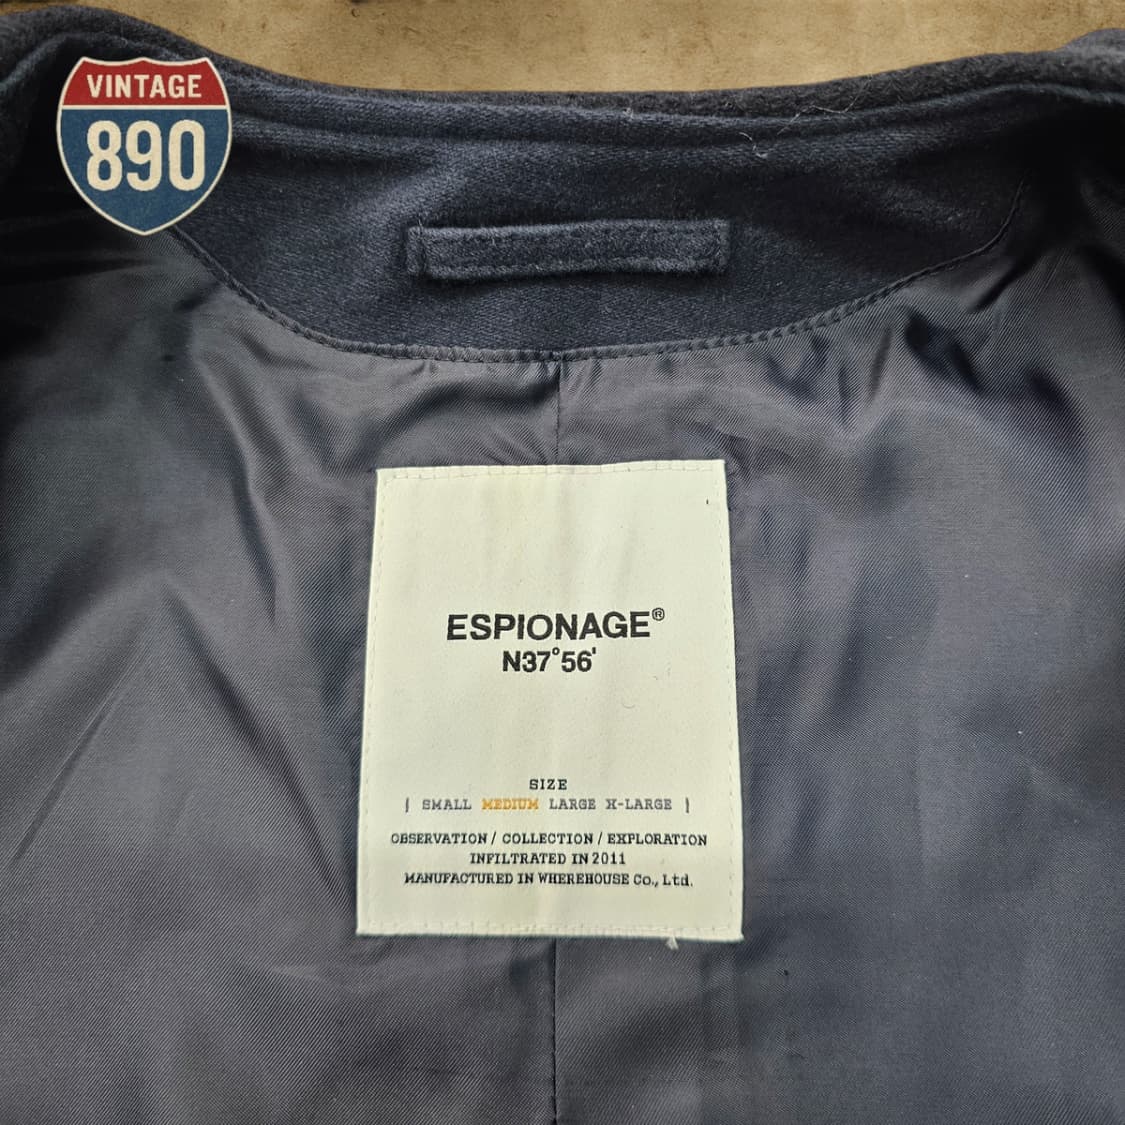 VINTAGE
890
ESPIONAGE®
N37°56'
SIZE
[ SMALL MEDIUM LARGE X-LARGE ]
OBSERVATION / COLLECTION / EXPLORATION
INFILTRATED IN 2011
MANUFACTURED IN WHEREHOUSE Co., Ltd.